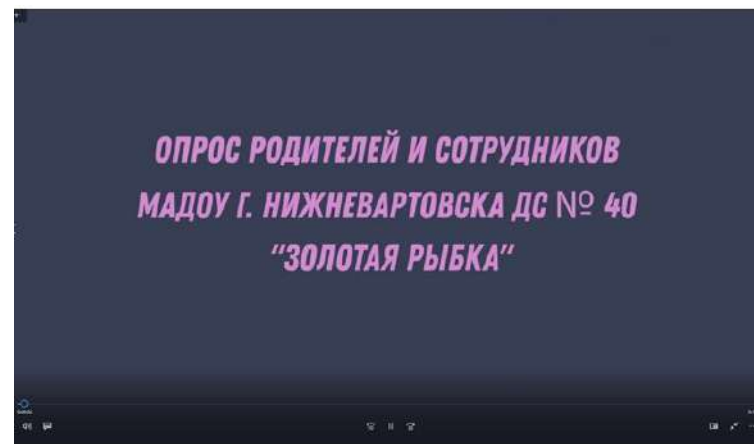 ОПРОС РОДИТЕЛЕЙ И СОТРУДНИКОВ
МАДОУ Г. НИЖНЕВАРТОВСКА ДС № 40
"ЗОЛОТАЯ РЫБКА"